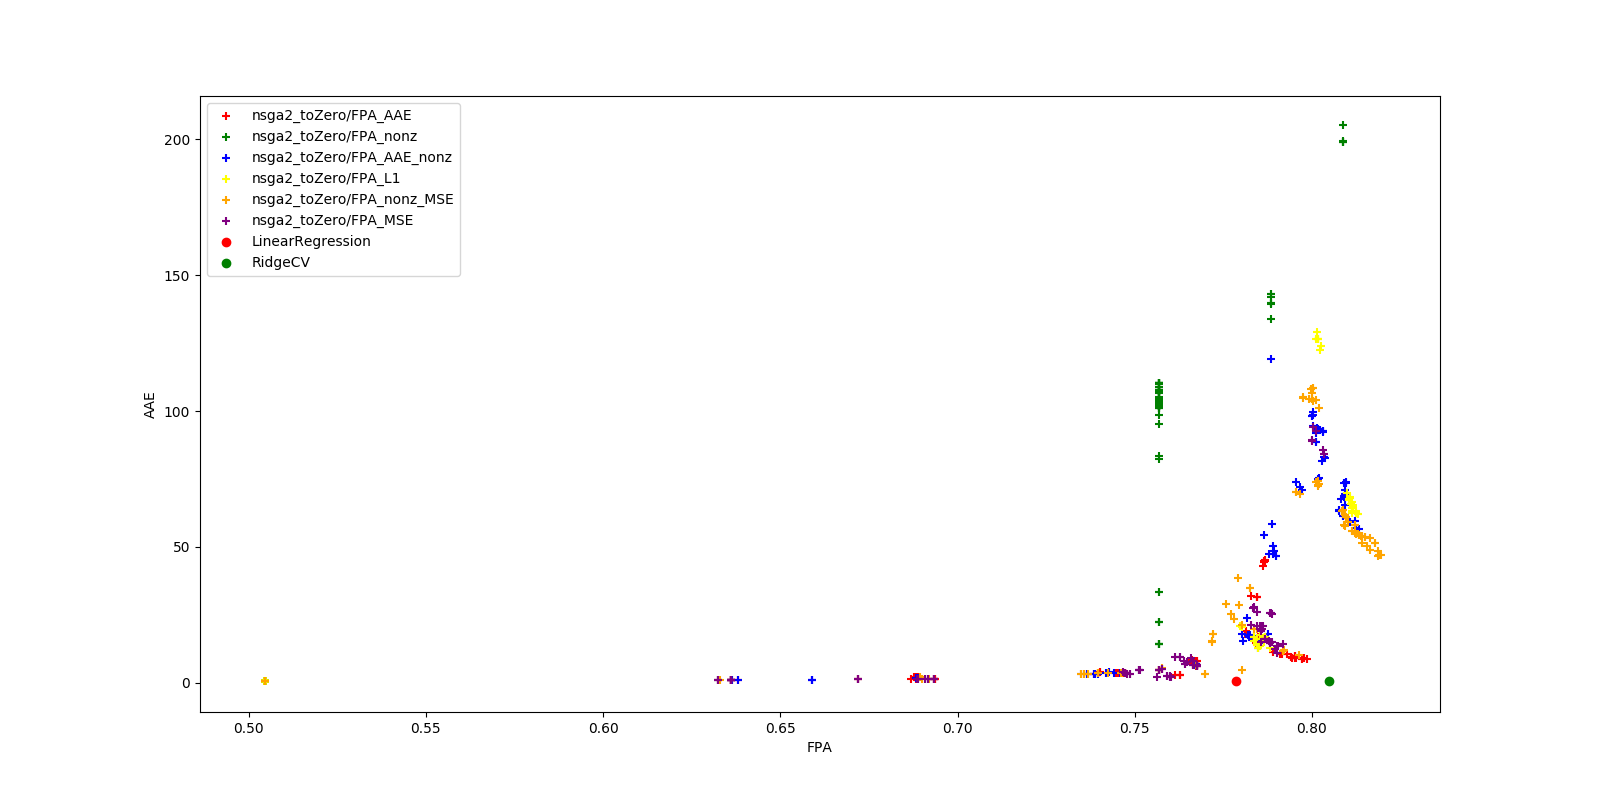 nsga2_toZero/FPA_AAE
nsga2_toZero/FPA_nonz
nsga2_toZero/FPA_AAE_nonz
nsga2_toZero/FPA_L1
nsga2_toZero/FPA_nonz_MSE
nsga2_toZero/FPA_MSE
LinearRegression
RidgeCV
200
150
100
50
0
AAE
0.50 0.55 0.60 0.65 0.70 0.75 0.80
FPA